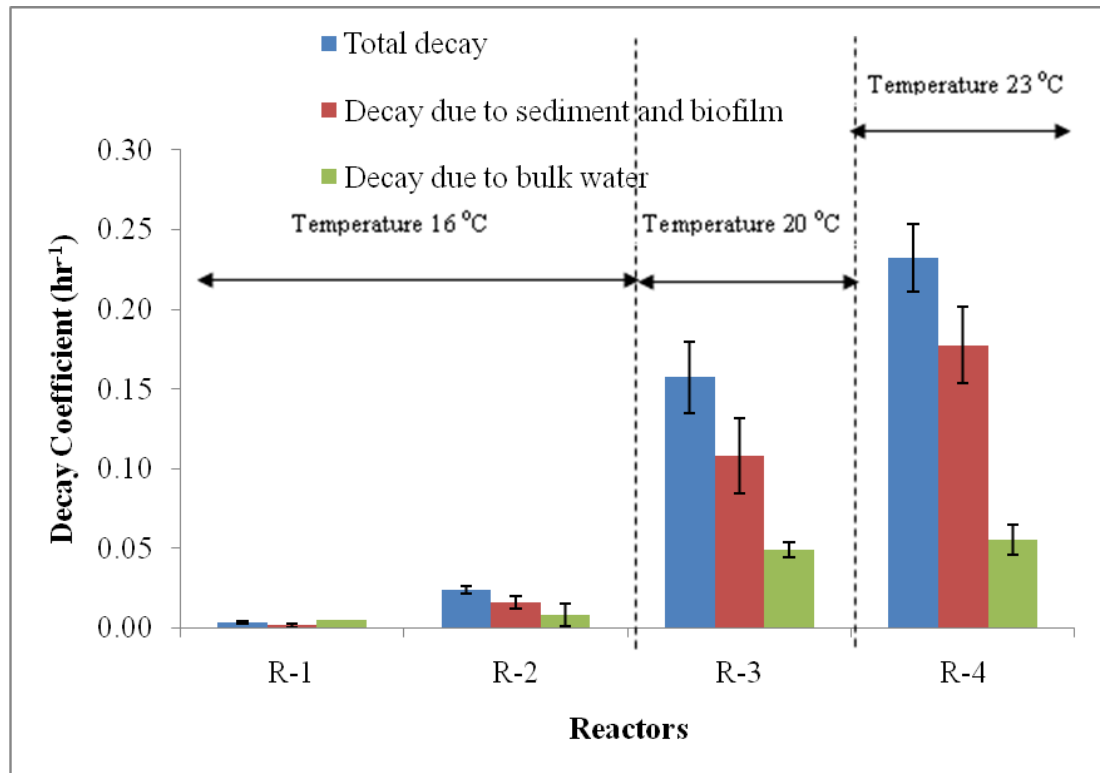 Total decay
Decay due to sediment and biofilm
Decay due to bulk water
Temperature 16 °C
Temperature 20 °C
Temperature 23 °C
Decay Coefficient (hr⁻¹)
0.30
0.25
0.20
0.15
0.10
0.05
0.00
R-1 R-2 R-3 R-4
Reactors